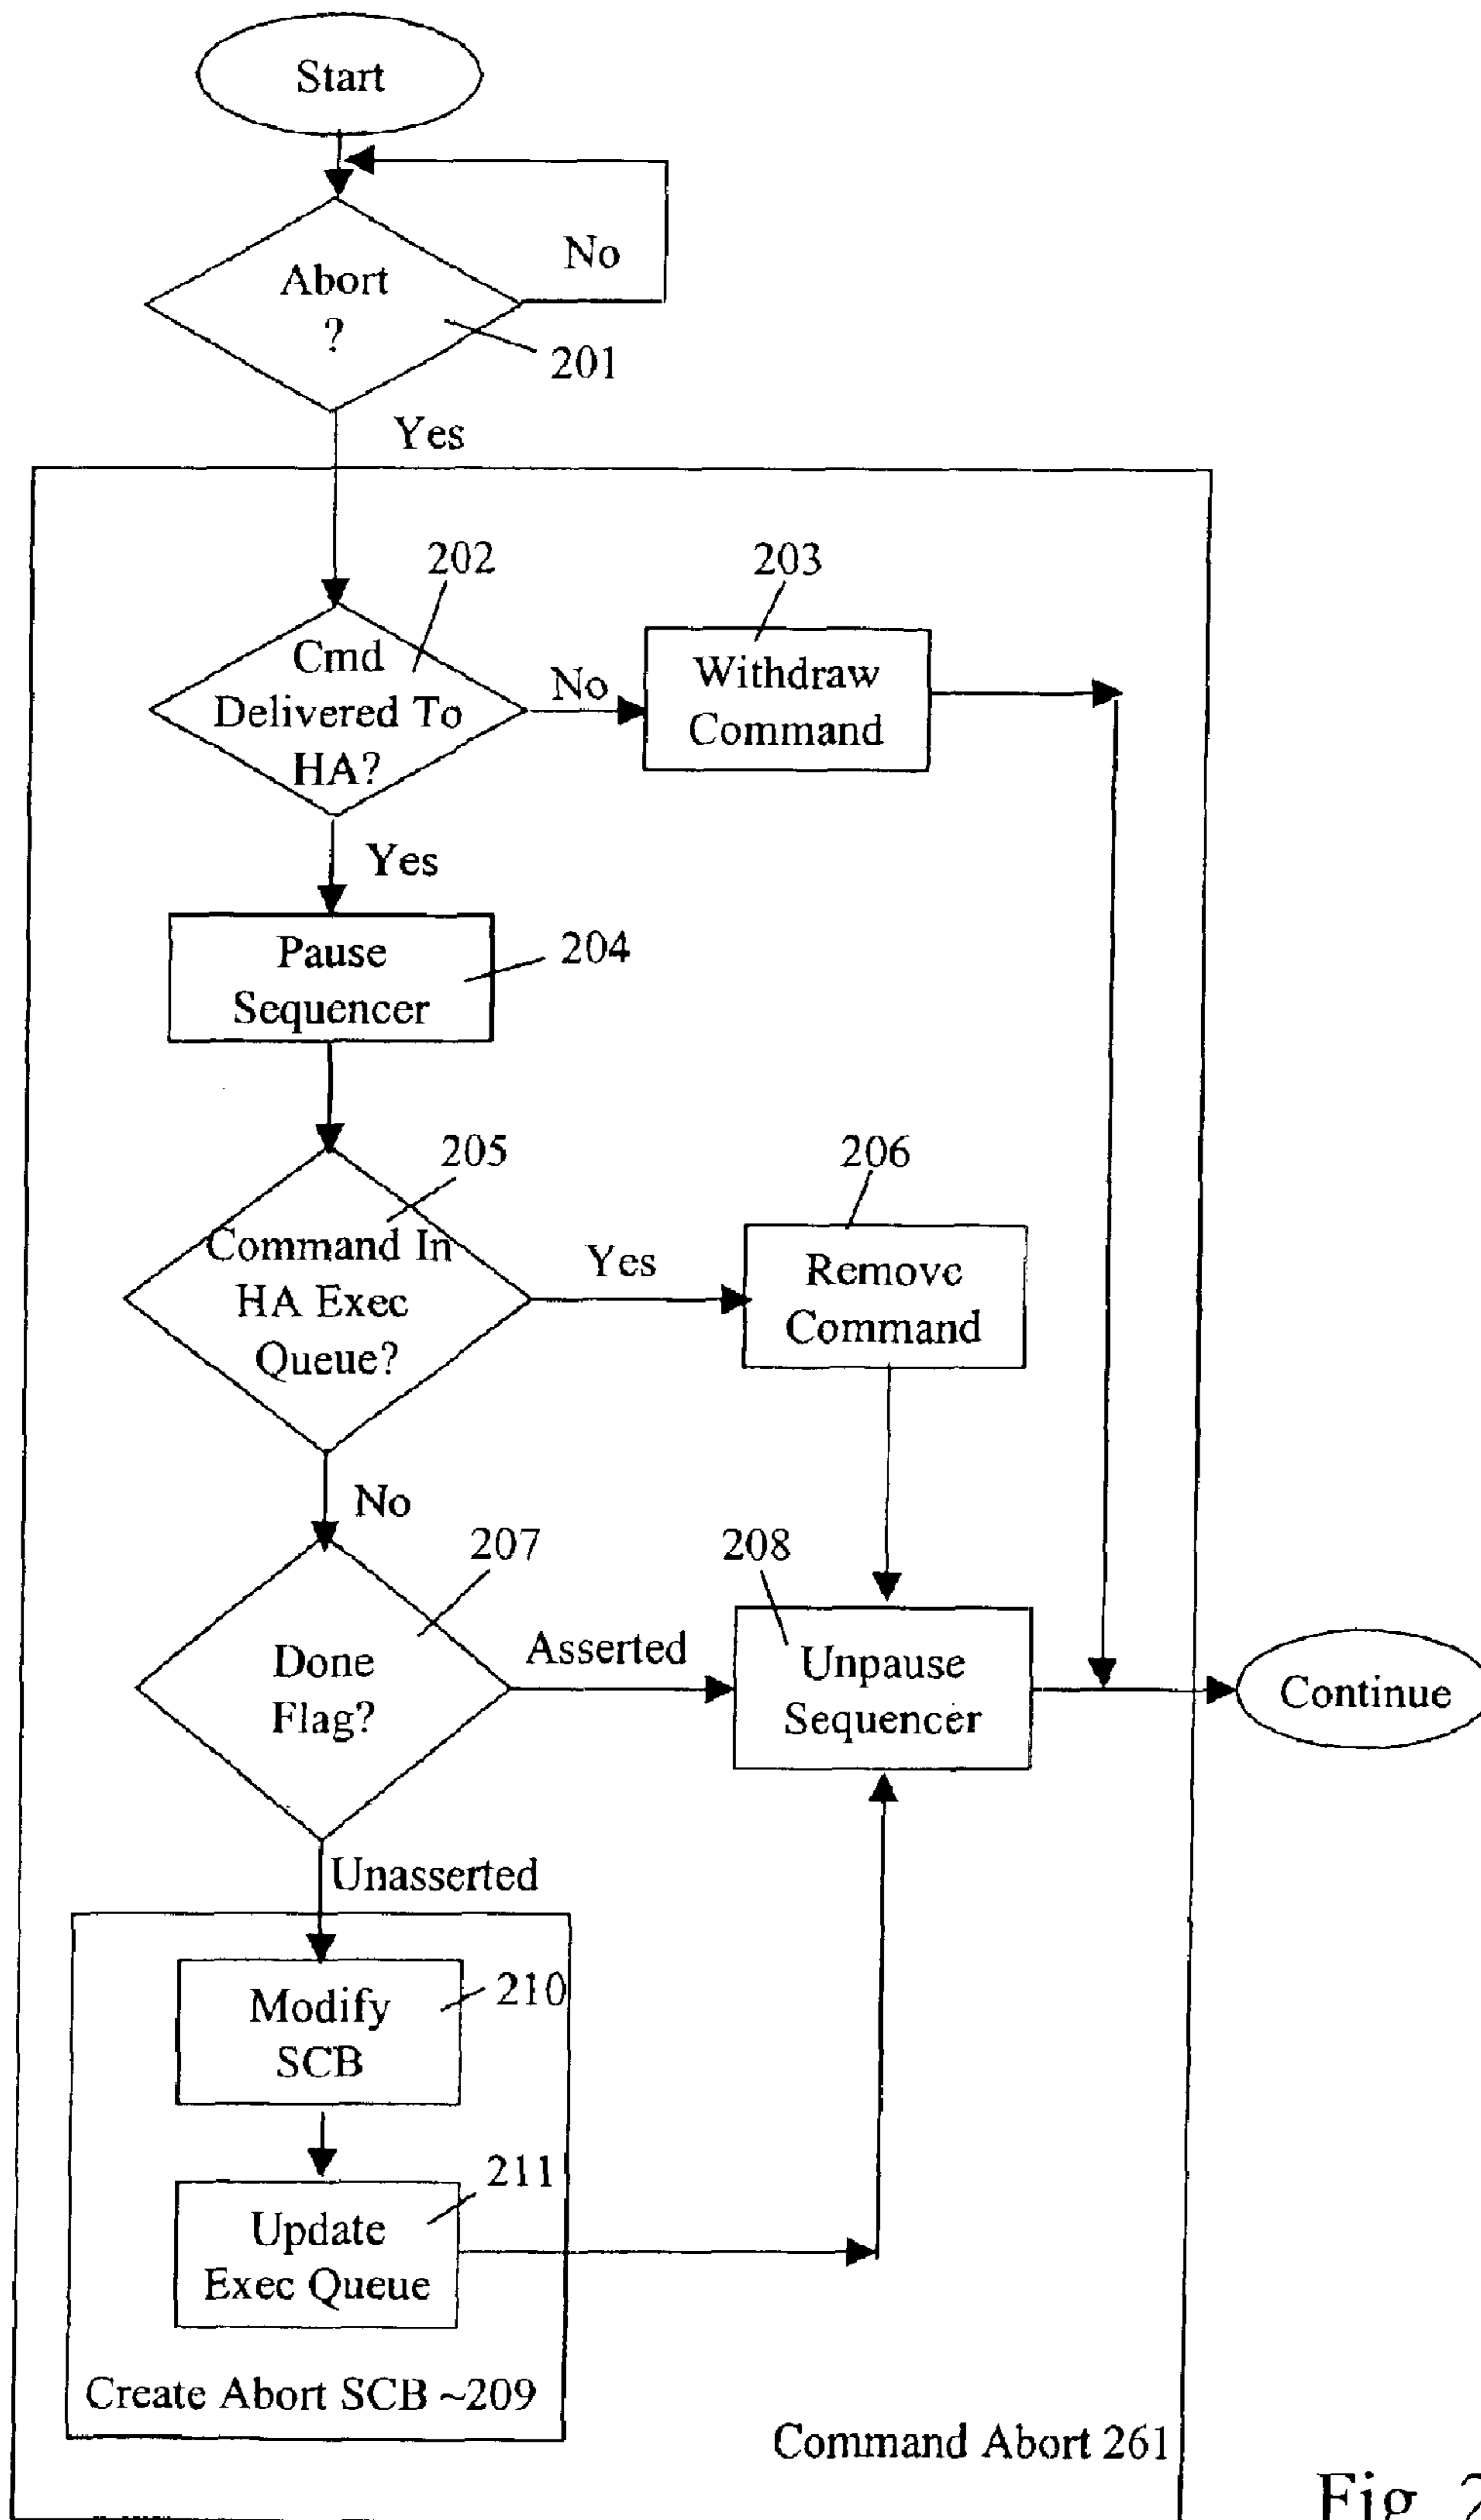 Start
No
Abort
?
201
Yes
202
203
Cmd
Delivered To
HA?
No
Withdraw
Command
Yes
Pause
Sequencer
204
205
206
Command In
HA Exec
Queue?
Yes
Remove
Command
No
207
208
Done
Flag?
Asserted
Unpause
Sequencer
Continue
Unasserted
Modify
SCB
210
211
Update
Exec Queue
Create Abort SCB ~209
Command Abort 261
Fig. 2